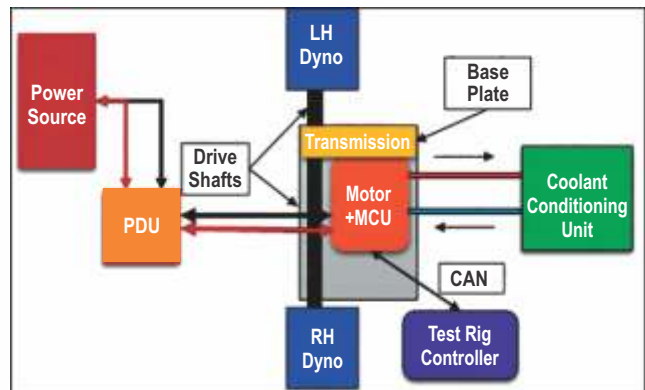 LH
Dyno
Power
Source
Base
Plate
Transmission
Drive
Shafts
Motor
+MCU
Coolant
Conditioning
Unit
PDU
CAN
RH
Dyno
Test Rig
Controller